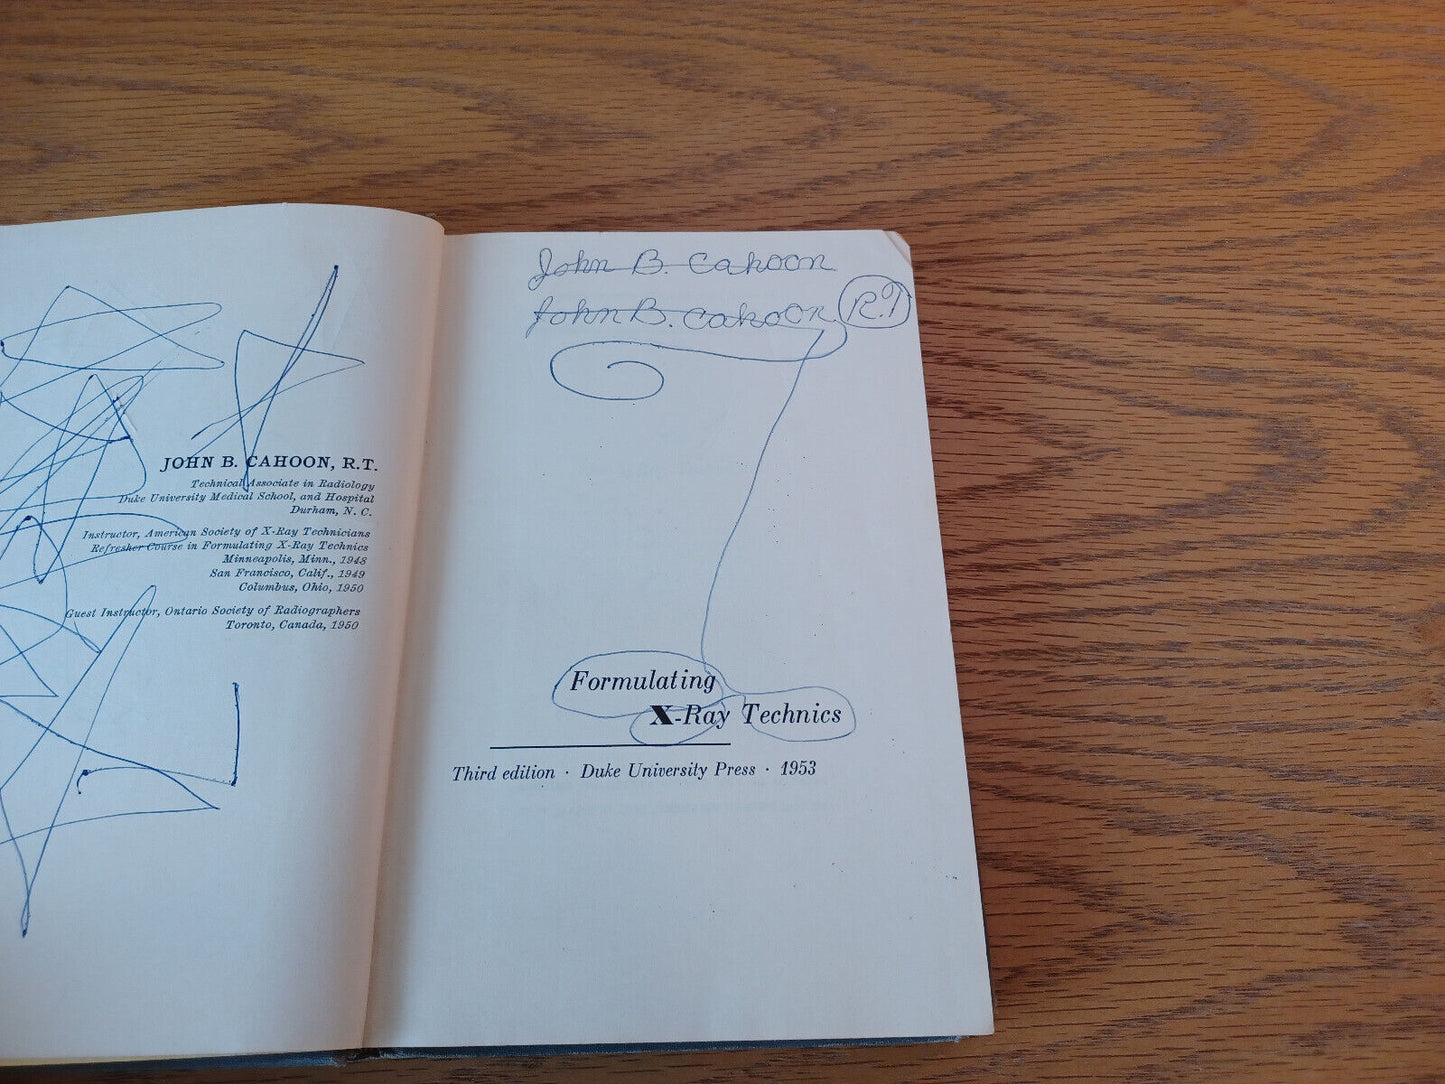 JOHN B. CAHOON, R.T.
Technical Associate in Radiology
Duke University Medical School, and Hospital
Durham, N. C.
Instructor, American Society of X-Ray Technicians
Refresher Course in Formulating X-Ray Technics
Minneapolis, Minn., 1948
San Francisco, Calif., 1949
Columbus, Ohio, 1950
Guest Instructor, Ontario Society of Radiographers
Toronto, Canada, 1950
John B. Cahoon
John B. Cahoon R.T
Formulating
X-Ray Technics
Third edition · Duke University Press · 1953